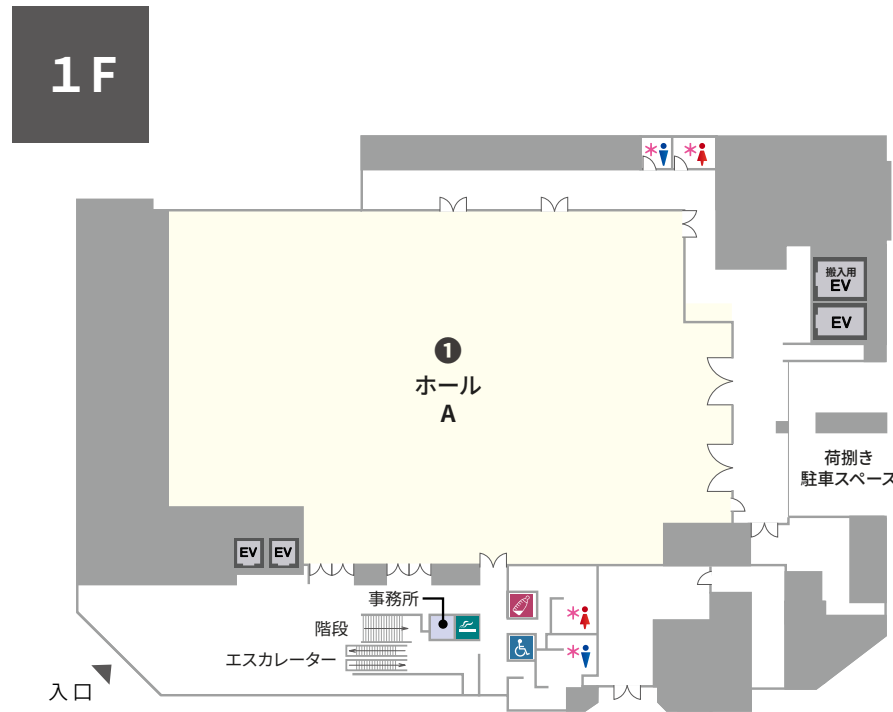 1F
搬入用
EV
EV
❶
ホール
A
荷捌き
駐車スペース
EV
EV
事務所
階段
エスカレーター
入口